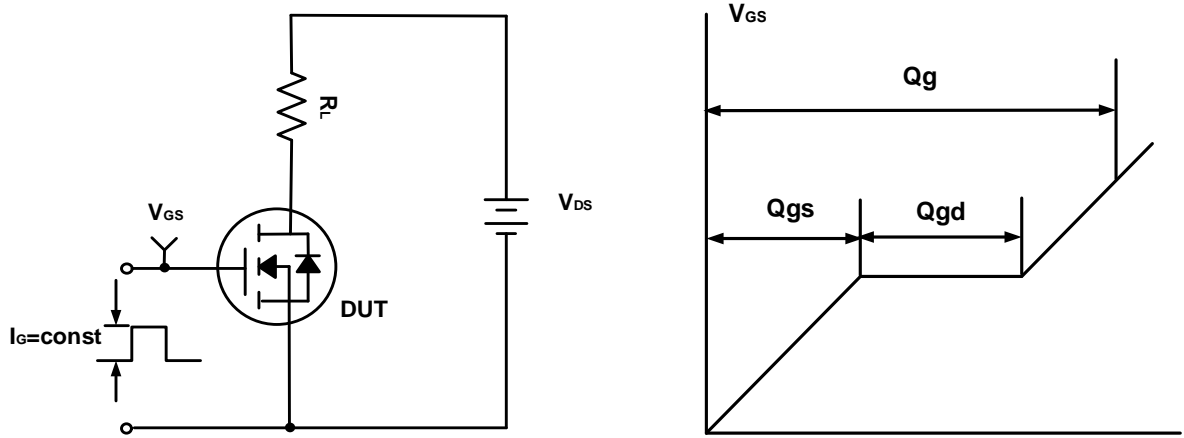 RL
VGS
VDS
DUT
IG=const
VGS
Qg
Qgs
Qgd